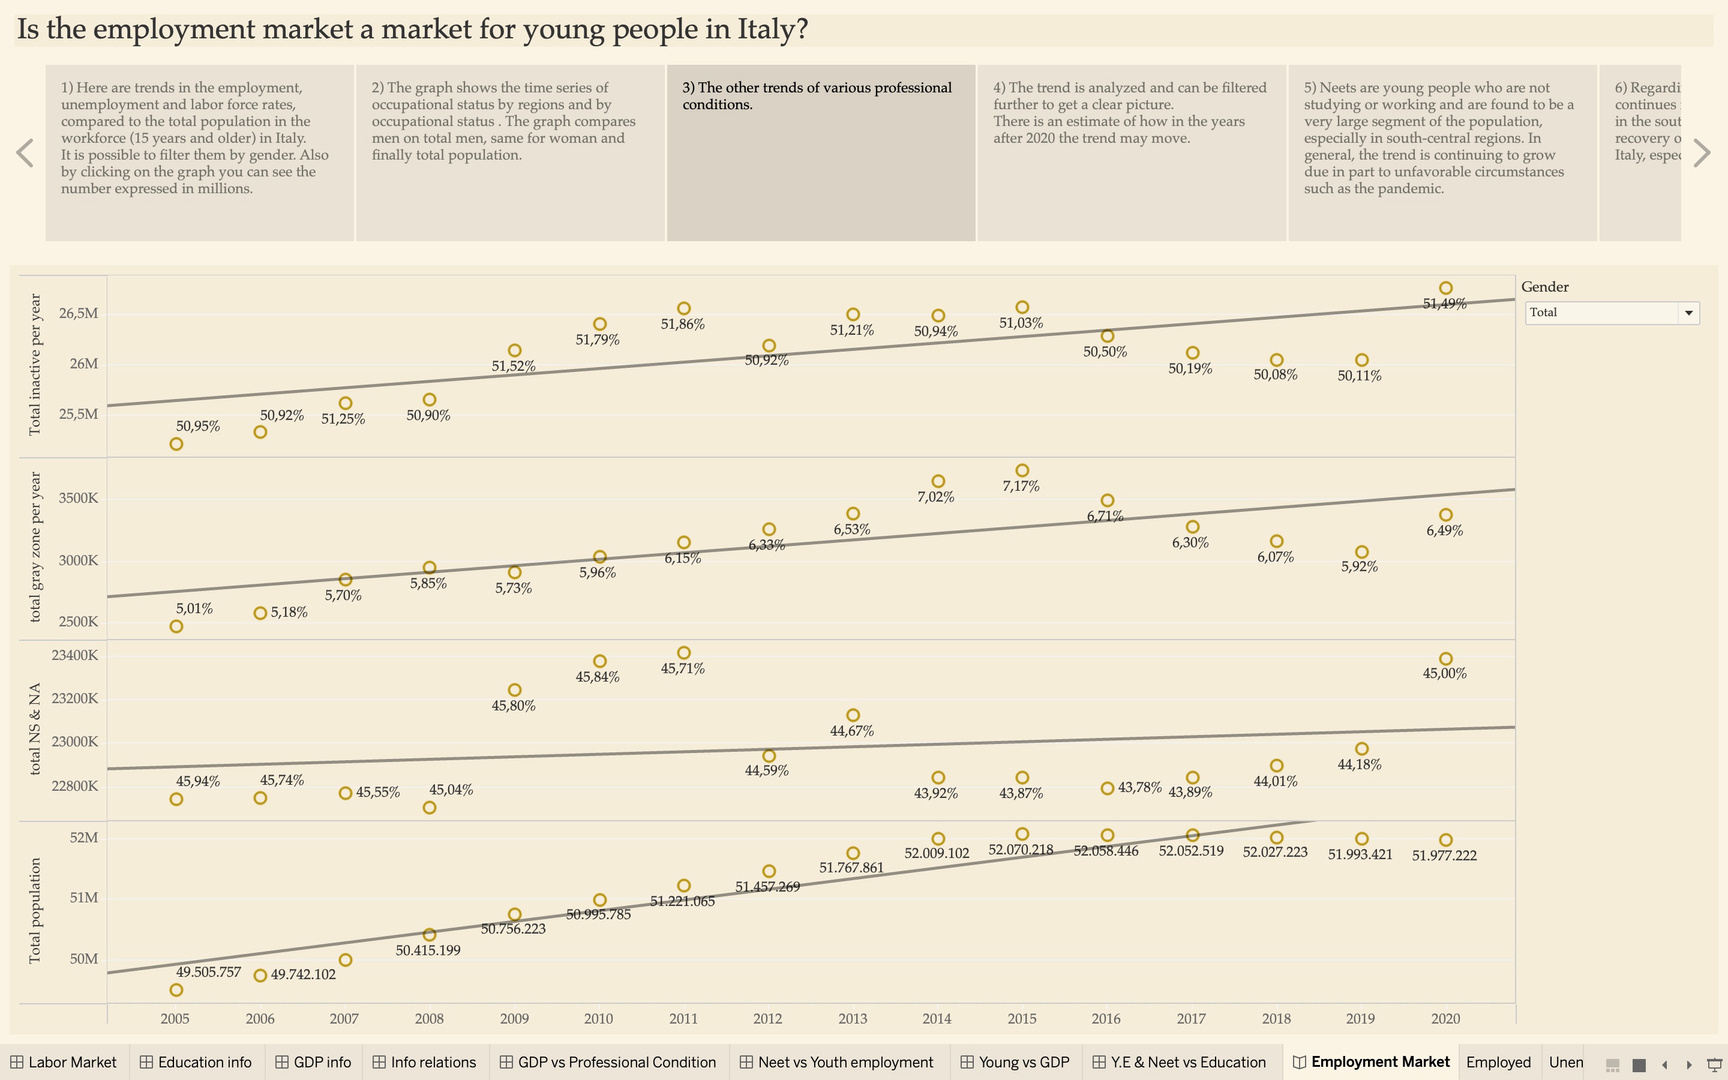 Is the employment market a market for young people in Italy?
1) Here are trends in the employment,
unemployment and labor force rates,
compared to the total population in the
workforce (15 years and older) in Italy.
It is possible to filter them by gender. Also
by clicking on the graph you can see the
number expressed in millions.
2) The graph shows the time series of
occupational status by regions and by
occupational status . The graph compares
men on total men, same for woman and
finally total population.
3) The other trends of various professional
conditions.
4) The trend is analyzed and can be filtered
further to get a clear picture.
There is an estimate of how in the years
after 2020 the trend may move.
5) Neets are young people who are not
studying or working and are found to be a
very large segment of the population,
especially in south-central regions. In
general, the trend is continuing to grow
due in part to unfavorable circumstances
such as the pandemic.
6) Regardi
continues
in the sout
recovery o
Italy, espec
Gender
Total
Total inactive per year
26,5M
26M
25,5M
50,95%
50,92%
51,25%
50,90%
51,52%
51,79%
51,86%
50,92%
51,21%
50,94%
51,03%
50,50%
50,19%
50,08%
50,11%
51,49%
total gray zone per year
3500K
3000K
2500K
5,01%
5,18%
5,70%
5,85%
5,73%
5,96%
6,15%
6,33%
6,53%
7,02%
7,17%
6,71%
6,30%
6,07%
5,92%
6,49%
total NS & NA
23400K
23200K
23000K
22800K
45,94%
45,74%
45,55%
45,04%
45,80%
45,84%
45,71%
44,59%
44,67%
43,92%
43,87%
43,78%
43,89%
44,01%
44,18%
45,00%
Total population
52M
51M
50M
49.505.757
49.742.102
50.415.199
50.756.223
50.995.785
51.221.065
51.457.269
51.767.861
52.009.102
52.070.218
52.058.446
52.052.519
52.027.223
51.993.421
51.977.222
2005 2006 2007 2008 2009 2010 2011 2012 2013 2014 2015 2016 2017 2018 2019 2020
Labor Market Education info GDP info Info relations GDP vs Professional Condition Neet vs Youth employment Young vs GDP Y.E & Neet vs Education Employment Market Employed Unen